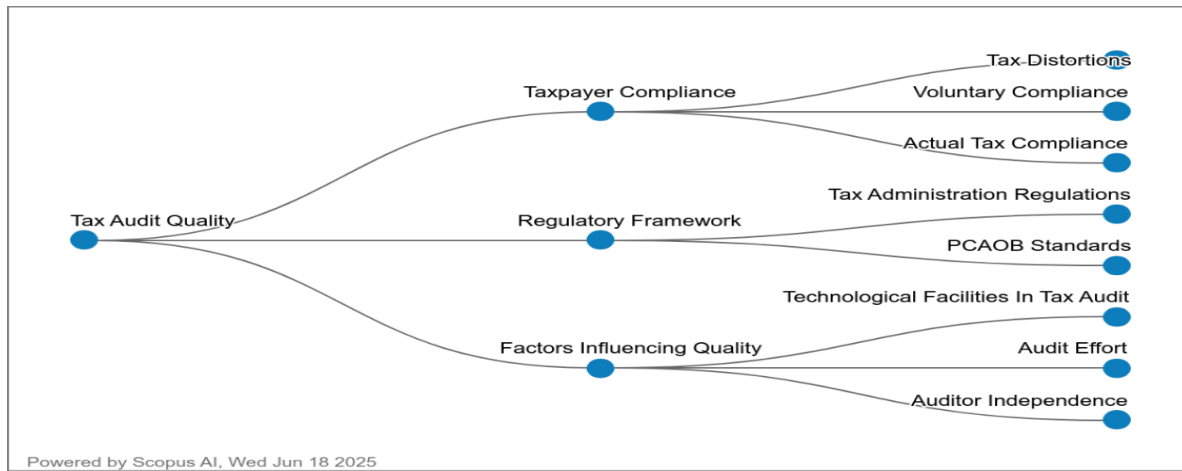 Tax Distortions
Taxpayer Compliance
Voluntary Compliance
Actual Tax Compliance
Tax Administration Regulations
Tax Audit Quality
Regulatory Framework
PCAOB Standards
Technological Facilities In Tax Audit
Factors Influencing Quality
Audit Effort
Auditor Independence
Powered by Scopus AI, Wed Jun 18 2025